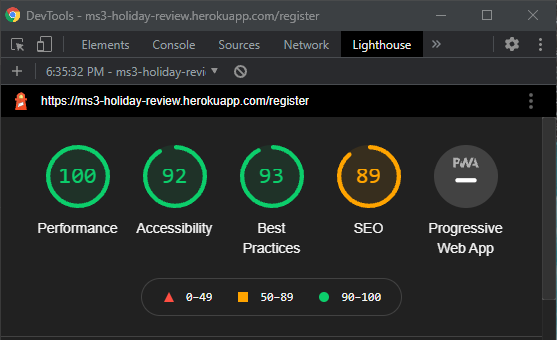 DevTools - ms3-holiday-review.herokuapp.com/register
Elements Console Sources Network Lighthouse »
6:35:32 PM - ms3-holiday-revi
https://ms3-holiday-review.herokuapp.com/register
100 92 93 89 PWA
Performance Accessibility Best Practices SEO Progressive Web App
0–49 50–89 90–100